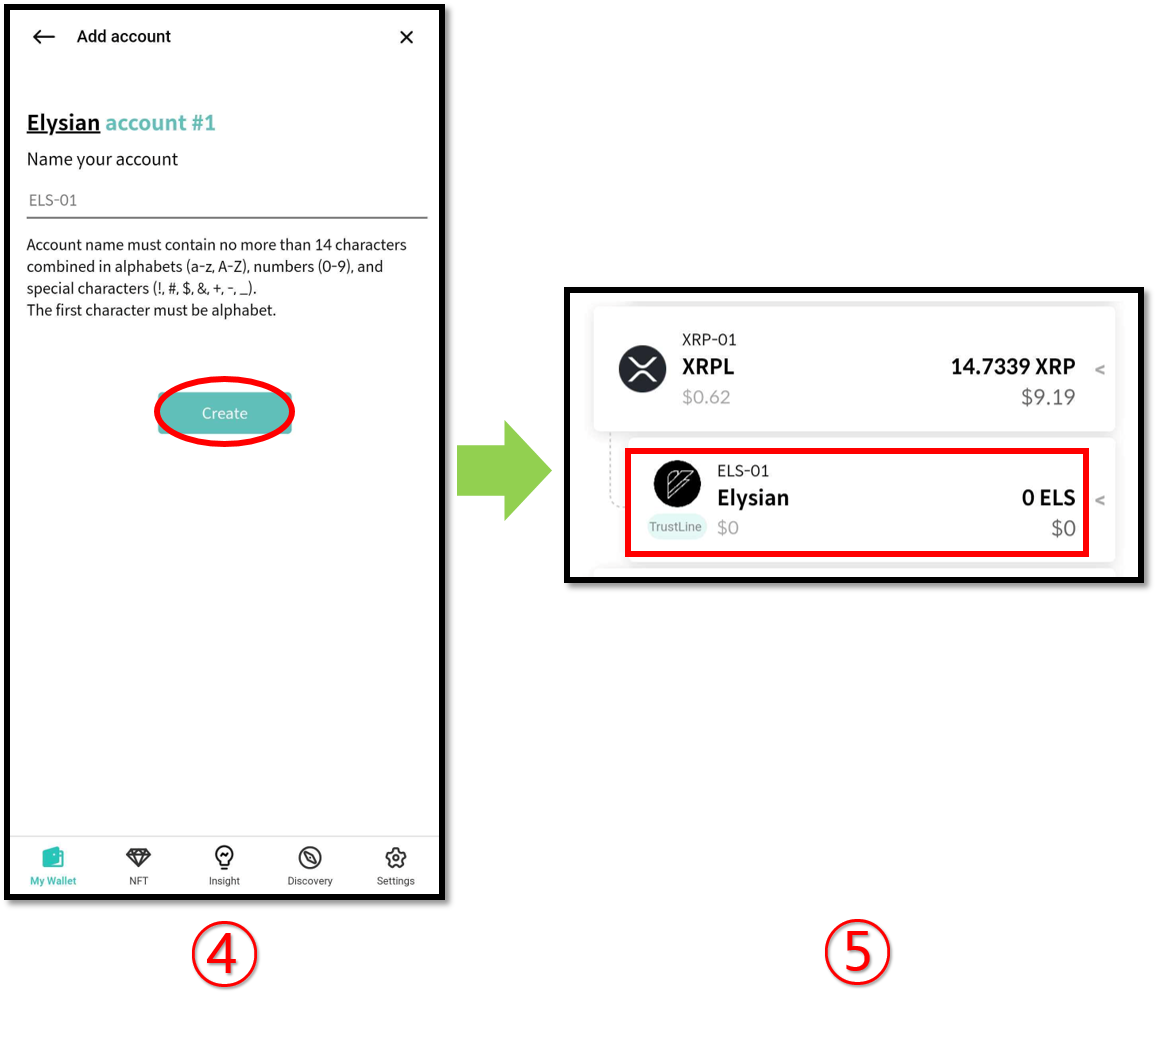 Add account
Elysian account #1
Name your account
ELS-01
Account name must contain no more than 14 characters
combined in alphabets (a-z, A-Z), numbers (0-9), and
special characters (!, #, $, &, +, -, _).
The first character must be alphabet.
Create
My Wallet
NFT
Insight
Discovery
Settings
④
XRP-01
XRPL
14.7339 XRP
<
$0.62
$9.19
ELS-01
Elysian
0 ELS
<
TrustLine
$0
$0
⑤